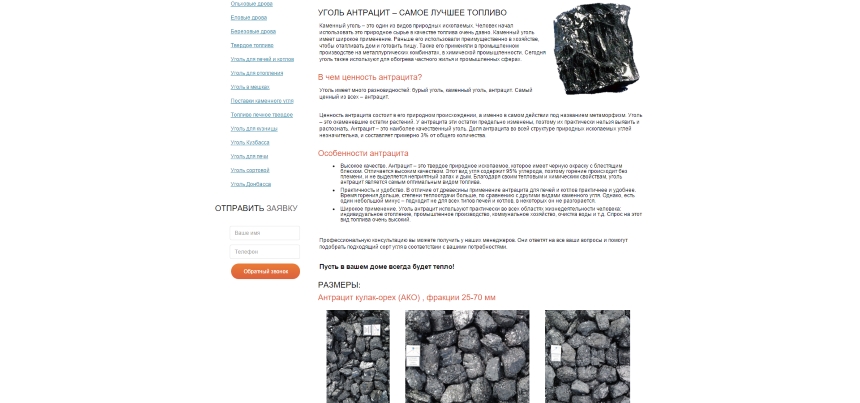 Ольховые дрова
Еловые дрова
Березовые дрова
Твердое топливо
Уголь для печей и котлов
Уголь для отопления
Уголь в мешках
Поставки каменного угля
Топливо печное твердое
Уголь для кузницы
Уголь Кузбасса
Уголь для печи
Уголь сортовой
Уголь Донбасса
ОТПРАВИТЬ ЗАЯВКУ
Ваше имя
Телефон
Обратный звонок
УГОЛЬ АНТРАЦИТ – САМОЕ ЛУЧШЕЕ ТОПЛИВО
Каменный уголь – это один из видов природных ископаемых. Человек начал
использовать это природное сырье в качестве топлива очень давно. Каменный уголь
имеет широкое применение. Раньше его использовали преимущественно в хозяйстве,
чтобы отапливать дом и готовить пищу. Также его применяли в промышленном
производстве на металлургических комбинатах, в химической промышленности. Сегодня
уголь также используют для обогрева частного жилья и промышленных сферах.
В чем ценность антрацита?
Уголь имеет много разновидностей: бурый уголь, каменный уголь, антрацит. Самый
ценный из всех – антрацит.
Ценность антрацита состоит в его природном происхождении, а именно в самом действии под названием метаморфизм. Уголь
– это окаменевшие остатки растений. У антрацита эти остатки предельно изменены, поэтому их практически нельзя выявить и
распознать. Антрацит – это наиболее качественный уголь. Доля антрацита во всей структуре природных ископаемых углей
незначительна, и составляет примерно 3% от общего количества.
Особенности антрацита
Высокое качество. Антрацит – это твердое природное ископаемое, которое имеет черную окраску с блестящим
блеском. Отличается высоким качеством. Этот вид угля содержит 95% углерода, поэтому горение происходит без
пламени, и не выделяется неприятный запах и дым. Благодаря своим тепловым и химическим свойствам, уголь
антрацит является самым оптимальным видом топлива.
Практичность и удобство. В отличие от древесины применение антрацита для печей и котлов практичнее и удобнее.
Время горения дольше, степени теплоотдачи больше, по сравнению с другими видами каменного угля. Однако, есть
один небольшой минус – подходит не для всех типов печей и котлов, в некоторых он не разгорается.
Широкое применение. Уголь антрацит используют практически во всех областях жизнедеятельности человека:
индивидуальное отопление, промышленное производство, коммунальное хозяйство, очистка воды и т.д. Спрос на этот
вид топлива очень высокий.
Профессиональную консультацию вы можете получить у наших менеджеров. Они ответят на все ваши вопросы и помогут
подобрать подходящий сорт угля в соответствии с вашими потребностями.
Пусть в вашем доме всегда будет тепло!
РАЗМЕРЫ:
Антрацит кулак-орех (АКО) , фракции 25-70 мм